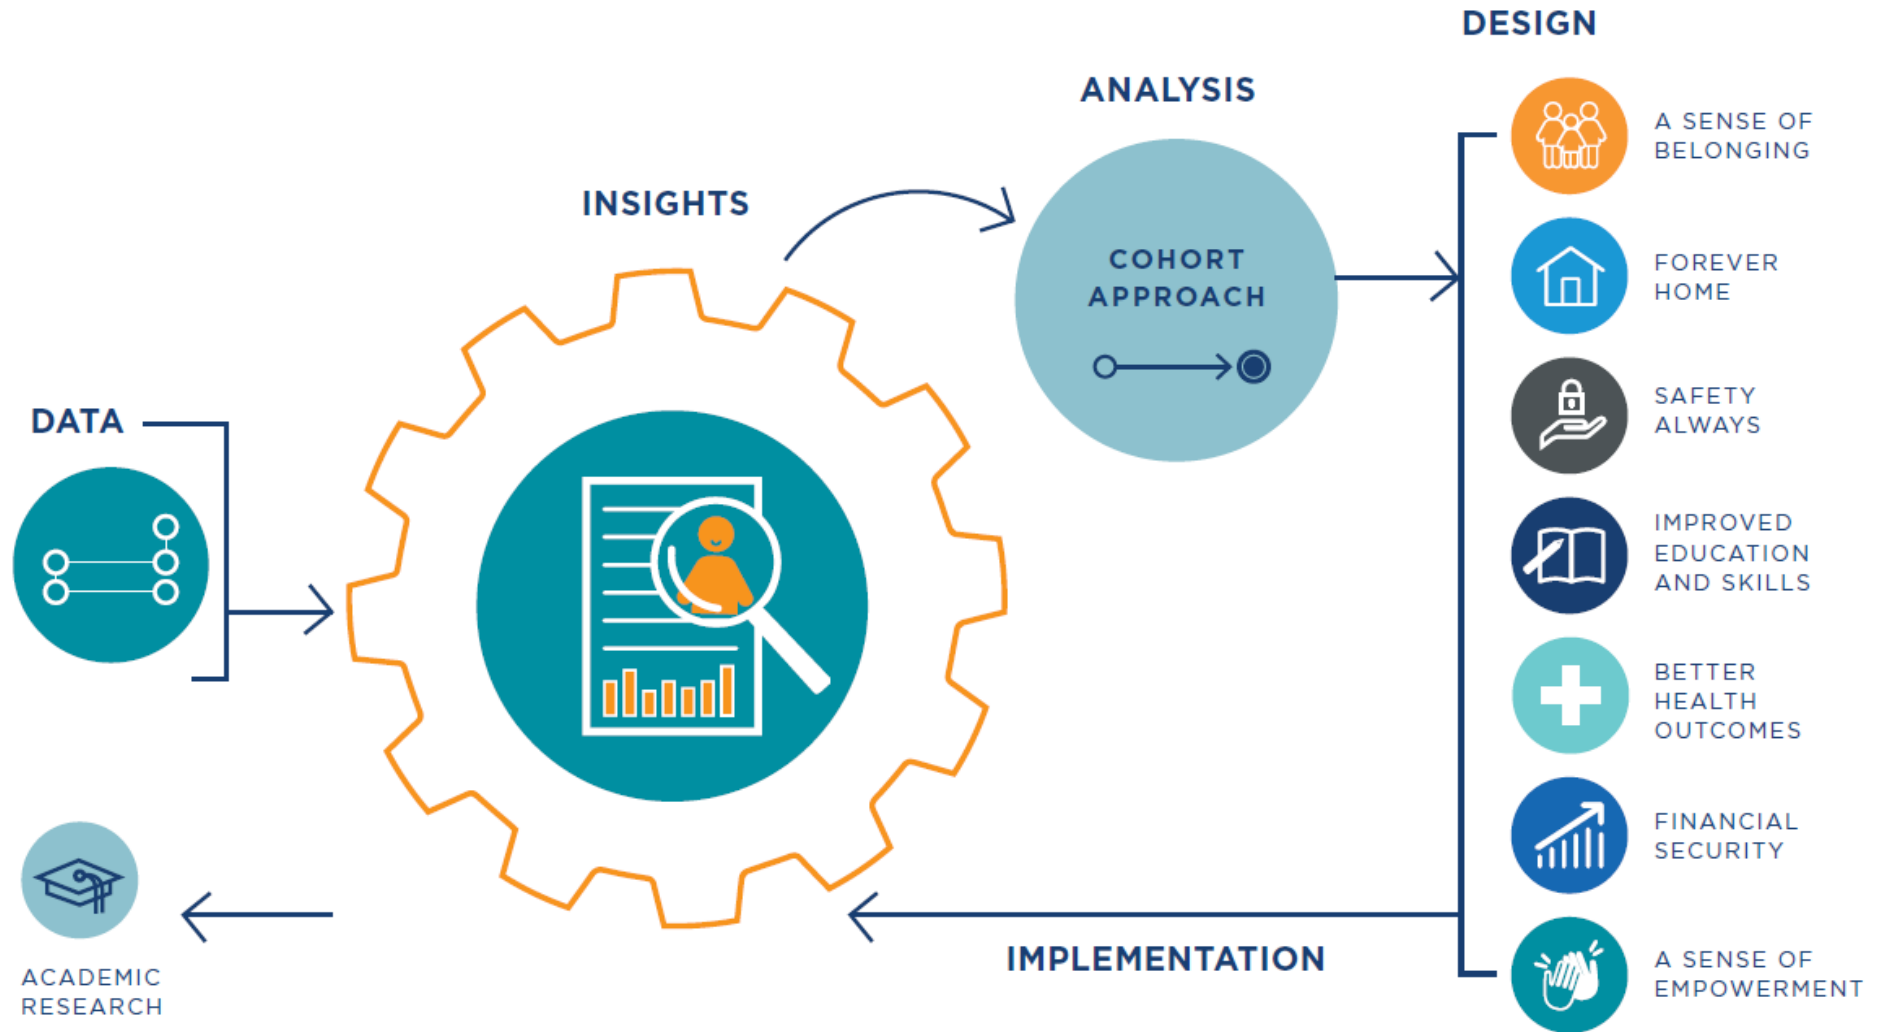 DATA
INSIGHTS
ANALYSIS
COHORT
APPROACH
DESIGN
A SENSE OF
BELONGING
FOREVER
HOME
SAFETY
ALWAYS
IMPROVED
EDUCATION
AND SKILLS
BETTER
HEALTH
OUTCOMES
FINANCIAL
SECURITY
A SENSE OF
EMPOWERMENT
IMPLEMENTATION
ACADEMIC
RESEARCH